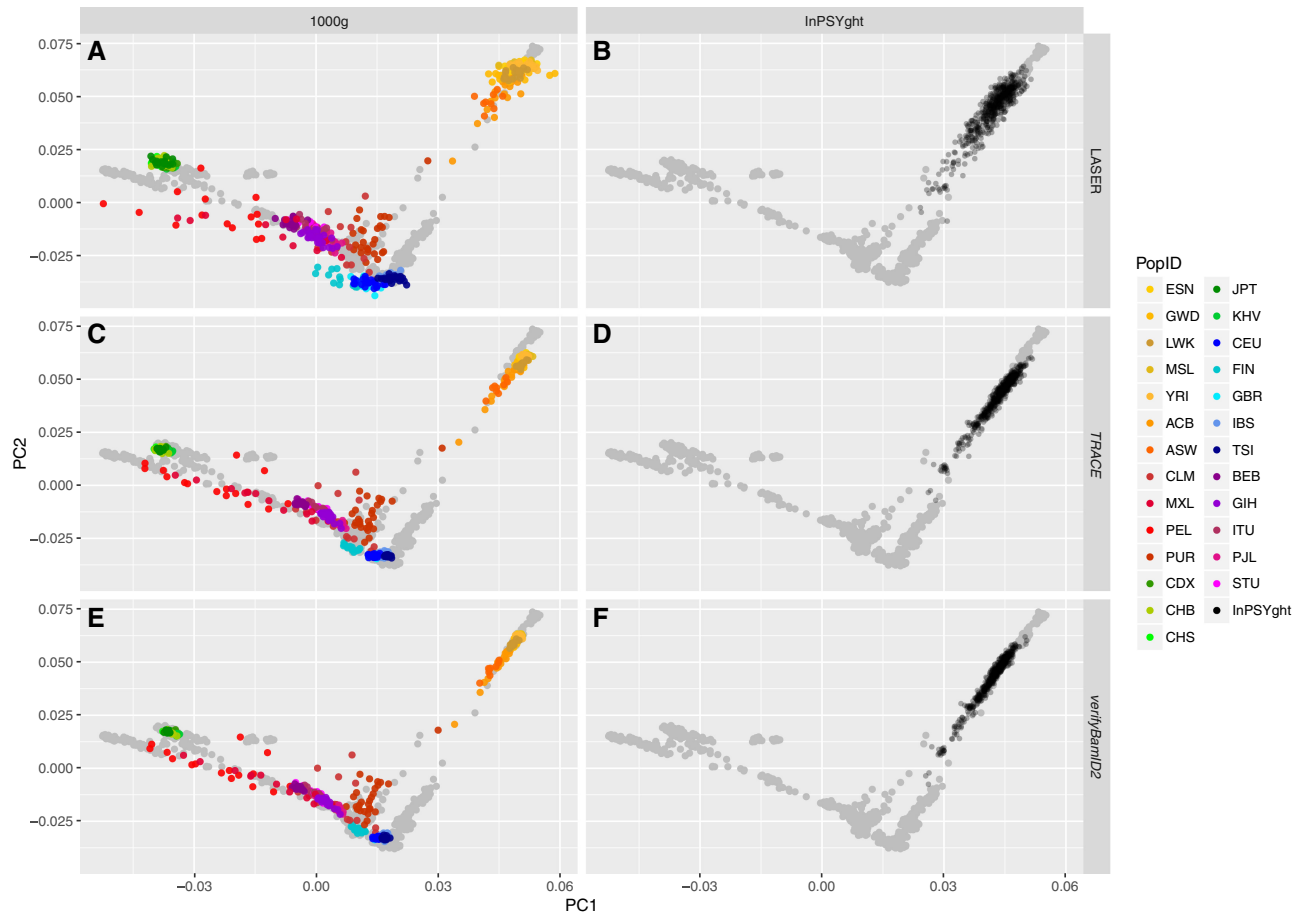 1000g
InPSYght
A
B
0.075
0.050
0.025
0.000
−0.025
LASER
C
D
0.075
0.050
0.025
0.000
−0.025
TRACE
E
F
0.075
0.050
0.025
0.000
−0.025
verifyBamID2
PC2
−0.03
0.00
0.03
0.06
−0.03
0.00
0.03
0.06
PC1
PopID
ESN
GWD
LWK
MSL
YRI
ACB
ASW
CLM
MXL
PEL
PUR
CDX
CHB
CHS
JPT
KHV
CEU
FIN
GBR
IBS
TSI
BEB
GIH
ITU
PJL
STU
InPSYght